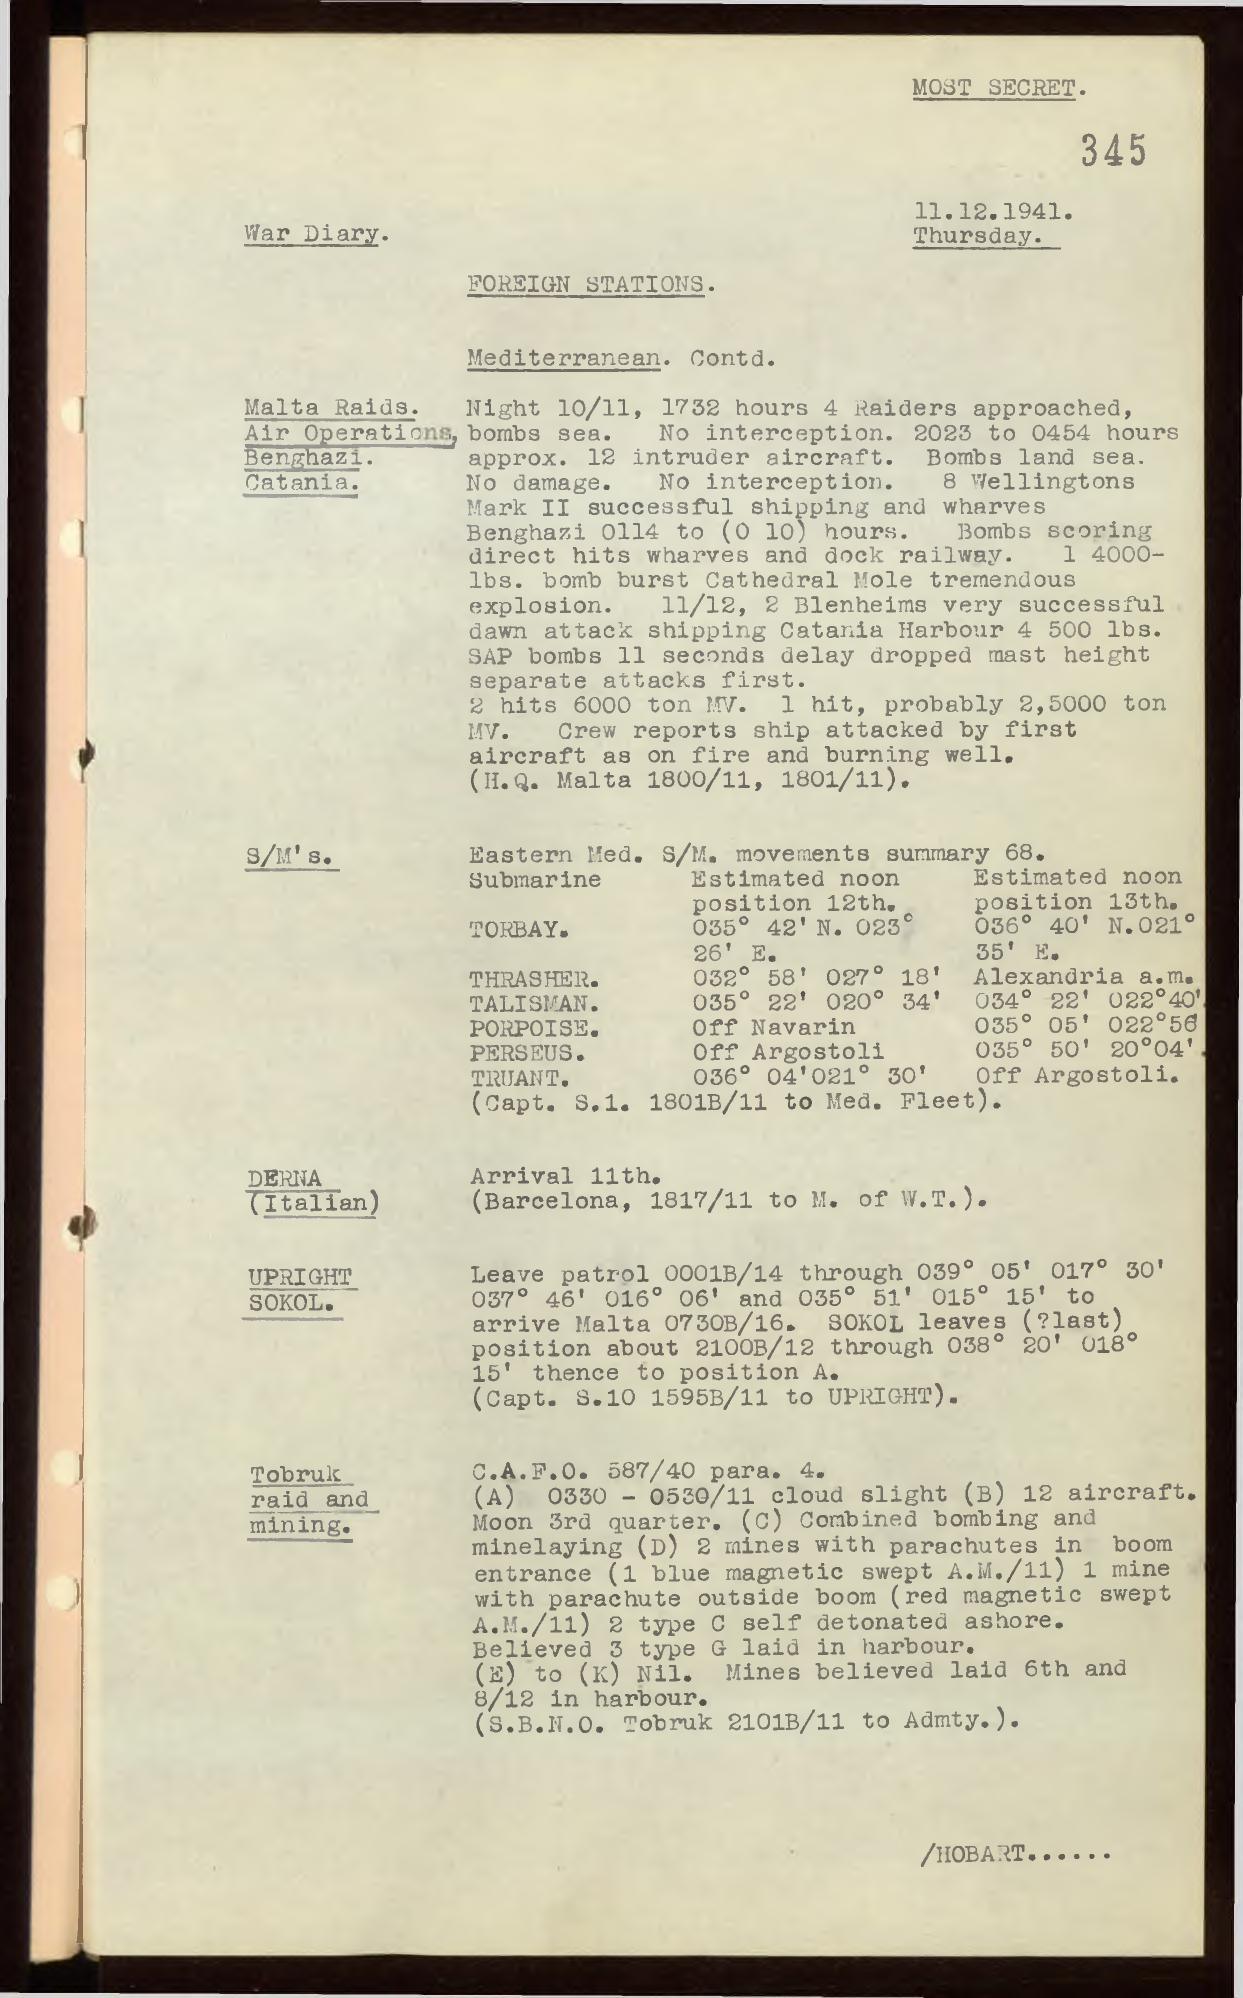 MOST SECRET.
345
11.12.1941.
War Diary.
Thursday.
FOREIGN STATIONS.
Mediterranean. Contd.
Malta Raids. Night 10/11, 1732 hours 4 Raiders approached,
Air Operations, bombs sea. No interception. 2023 to 0454 hours
Benghazi. approx. 12 intruder aircraft. Bombs land sea.
Catania. No damage. No interception. 8 Wellingtons
Mark II successful shipping and wharves
Benghazi 0114 to (0 10) hours. Bombs scoring
direct hits wharves and dock railway. 1 4000-
lbs. bomb burst Cathedral Mole tremendous
explosion. 11/12, 2 Blenheims very successful
dawn attack shipping Catania Harbour 4 500 lbs.
SAP bombs 11 seconds delay dropped mast height
separate attacks first.
2 hits 6000 ton MV. 1 hit, probably 2,5000 ton
MV. Crew reports ship attacked by first
aircraft as on fire and burning well.
(H.Q. Malta 1800/11, 1801/11).
S/M's. Eastern Med. S/M. movements summary 68.
Submarine Estimated noon Estimated noon
position 12th. position 13th.
TORBAY. 035° 42' N. 023° 036° 40' N.021°
26' E. 35' E.
THRASHER. 032° 58' 027° 18' Alexandria a.m.
TALISMAN. 035° 22' 020° 34' 034° 22' 022°40'.
PORPOISE. Off Navarin 035° 05' 022°56
PERSEUS. Off Argostoli 035° 50' 20°04'.
TRUANT. 036° 04'021° 30' Off Argostoli.
(Capt. S.1. 1801B/11 to Med. Fleet).
DERNA Arrival 11th.
(Italian) (Barcelona, 1817/11 to M. of W.T.).
UPRIGHT Leave patrol 0001B/14 through 039° 05' 017° 30'
SOKOL. 037° 46' 016° 06' and 035° 51' 015° 15' to
arrive Malta 0730B/16. SOKOL leaves (?last)
position about 2100B/12 through 038° 20' 018°
15' thence to position A.
(Capt. S.10 1595B/11 to UPRIGHT).
Tobruk C.A.F.O. 587/40 para. 4.
raid and (A) 0330 - 0530/11 cloud slight (B) 12 aircraft.
mining. Moon 3rd quarter. (C) Combined bombing and
minelaying (D) 2 mines with parachutes in boom
entrance (1 blue magnetic swept A.M./11) 1 mine
with parachute outside boom (red magnetic swept
A.M./11) 2 type C self detonated ashore.
Believed 3 type G laid in harbour.
(E) to (K) Nil. Mines believed laid 6th and
8/12 in harbour.
(S.B.N.O. Tobruk 2101B/11 to Admty.).
/HOBART......